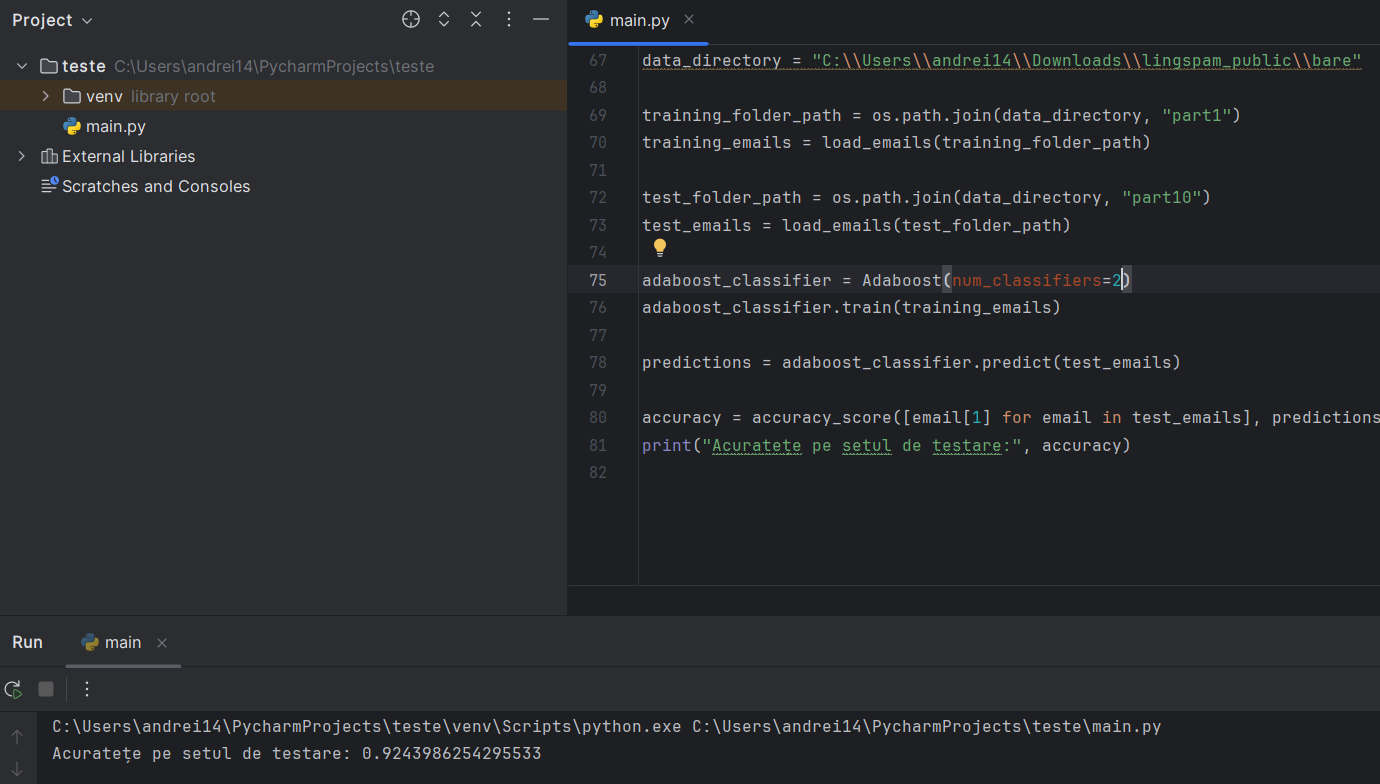 Project
main.py
teste C:\Users\andrei14\PycharmProjects\teste
venv library root
main.py
External Libraries
Scratches and Consoles
67 data_directory = "C:\\Users\\andrei14\\Downloads\\lingspam_public\\bare"
68
69 training_folder_path = os.path.join(data_directory, "part1")
70 training_emails = load_emails(training_folder_path)
71
72 test_folder_path = os.path.join(data_directory, "part10")
73 test_emails = load_emails(test_folder_path)
74
75 adaboost_classifier = Adaboost(num_classifiers=2)
76 adaboost_classifier.train(training_emails)
77
78 predictions = adaboost_classifier.predict(test_emails)
79
80 accuracy = accuracy_score([email[1] for email in test_emails], predictions
81 print("Acuratețe pe setul de testare:", accuracy)
82
Run main
C:\Users\andrei14\PycharmProjects\teste\venv\Scripts\python.exe C:\Users\andrei14\PycharmProjects\teste\main.py
Acuratețe pe setul de testare: 0.9243986254295533